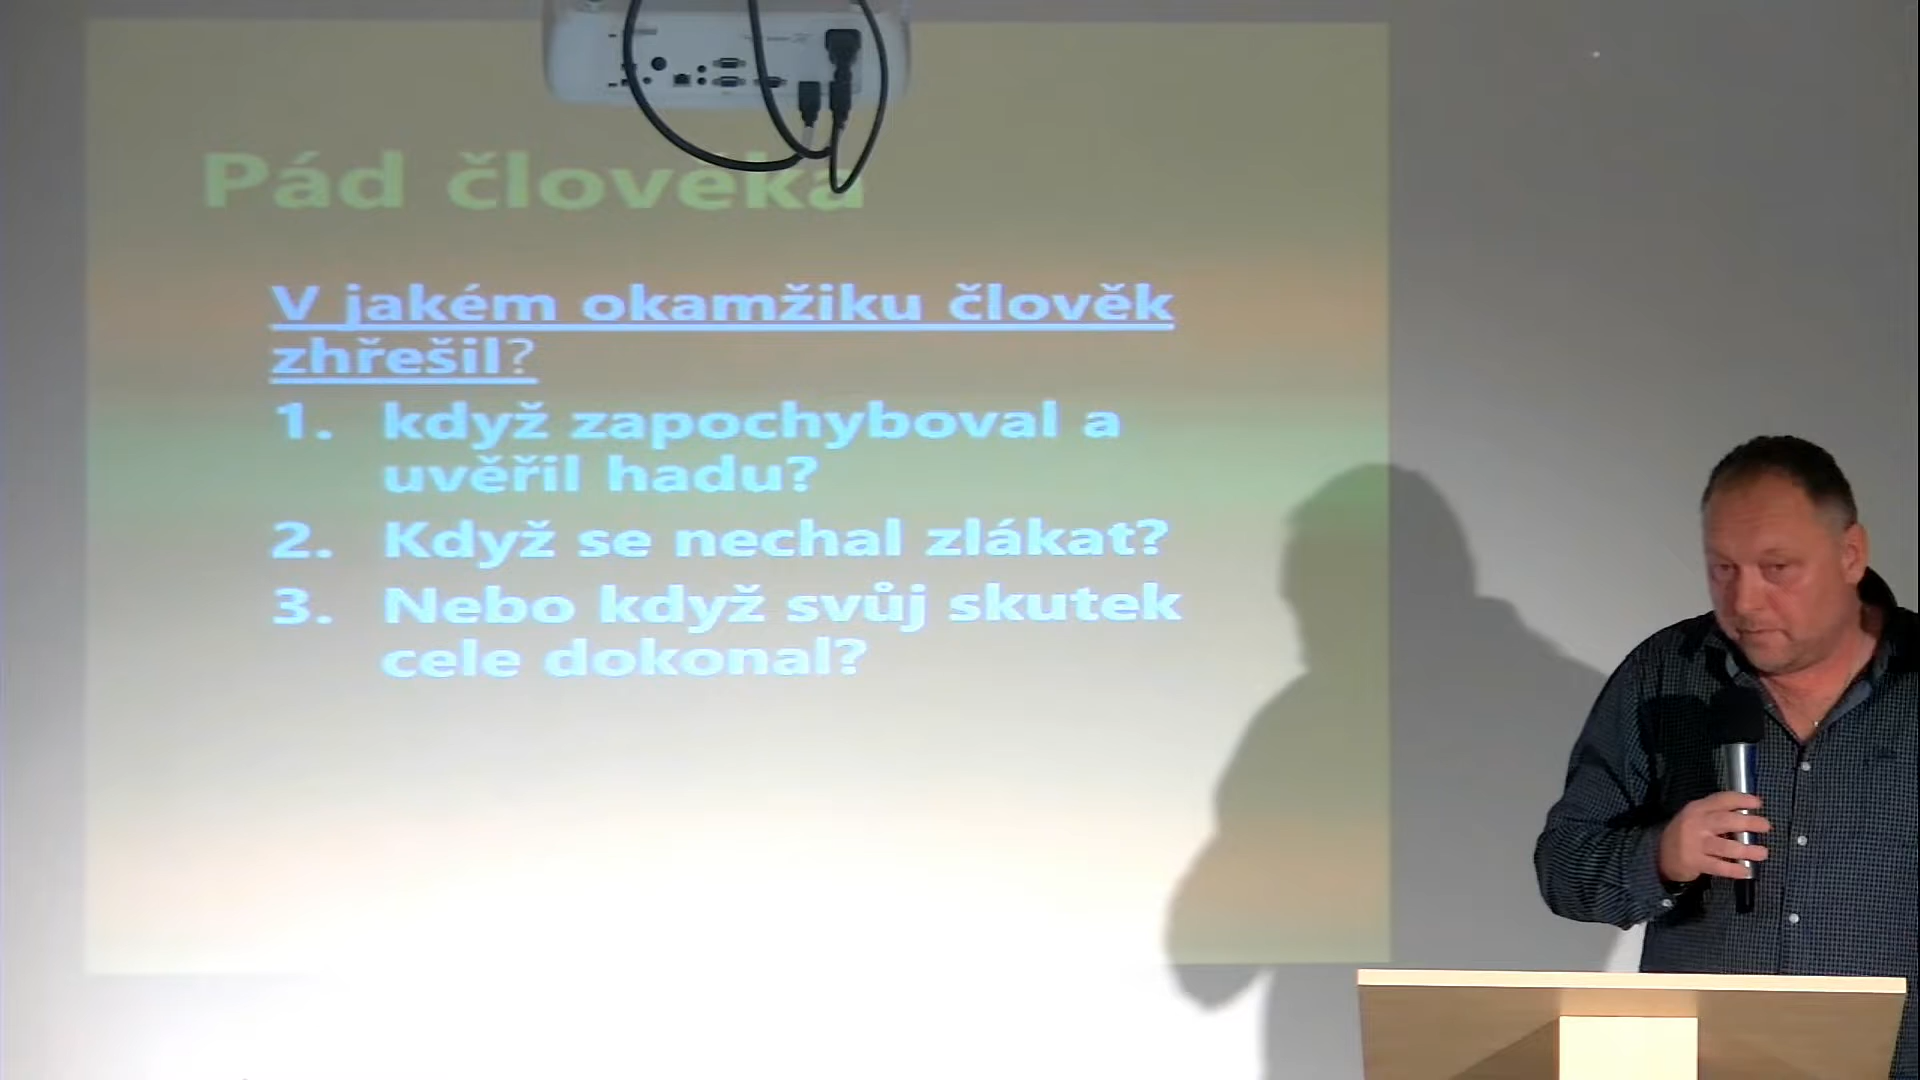 Pád člověka
V jakém okamžiku člověk
zhřešil?
1. když zapochyboval a
uvěřil hadu?
2. Když se nechal zlákat?
3. Nebo když svůj skutek
cele dokonal?